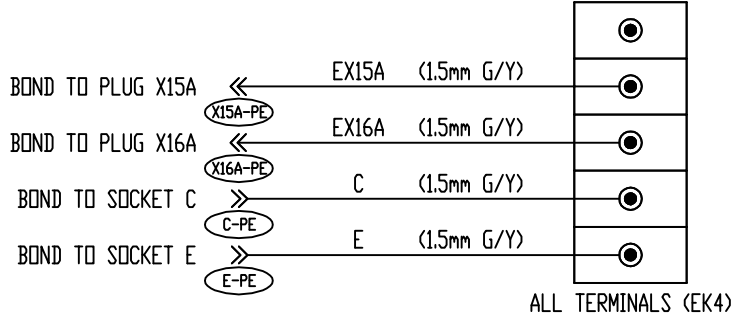 EX15A (1.5mm G/Y)
BOND TO PLUG X15A
X15A-PE
EX16A (1.5mm G/Y)
BOND TO PLUG X16A
X16A-PE
C (1.5mm G/Y)
BOND TO SOCKET C
C-PE
E (1.5mm G/Y)
BOND TO SOCKET E
E-PE
ALL TERMINALS (EK4)